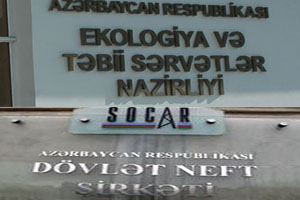 AZƏRBAYCAN RESPUBLİKASI
EKOLOGİYA VƏ
TƏBİİ SƏRVƏTLƏR
NAZİRLİYİ
SOCAR
AZƏRBAYCAN RESPUBLİKASI
DÖVLƏT NEFT
ŞİRKƏTİ